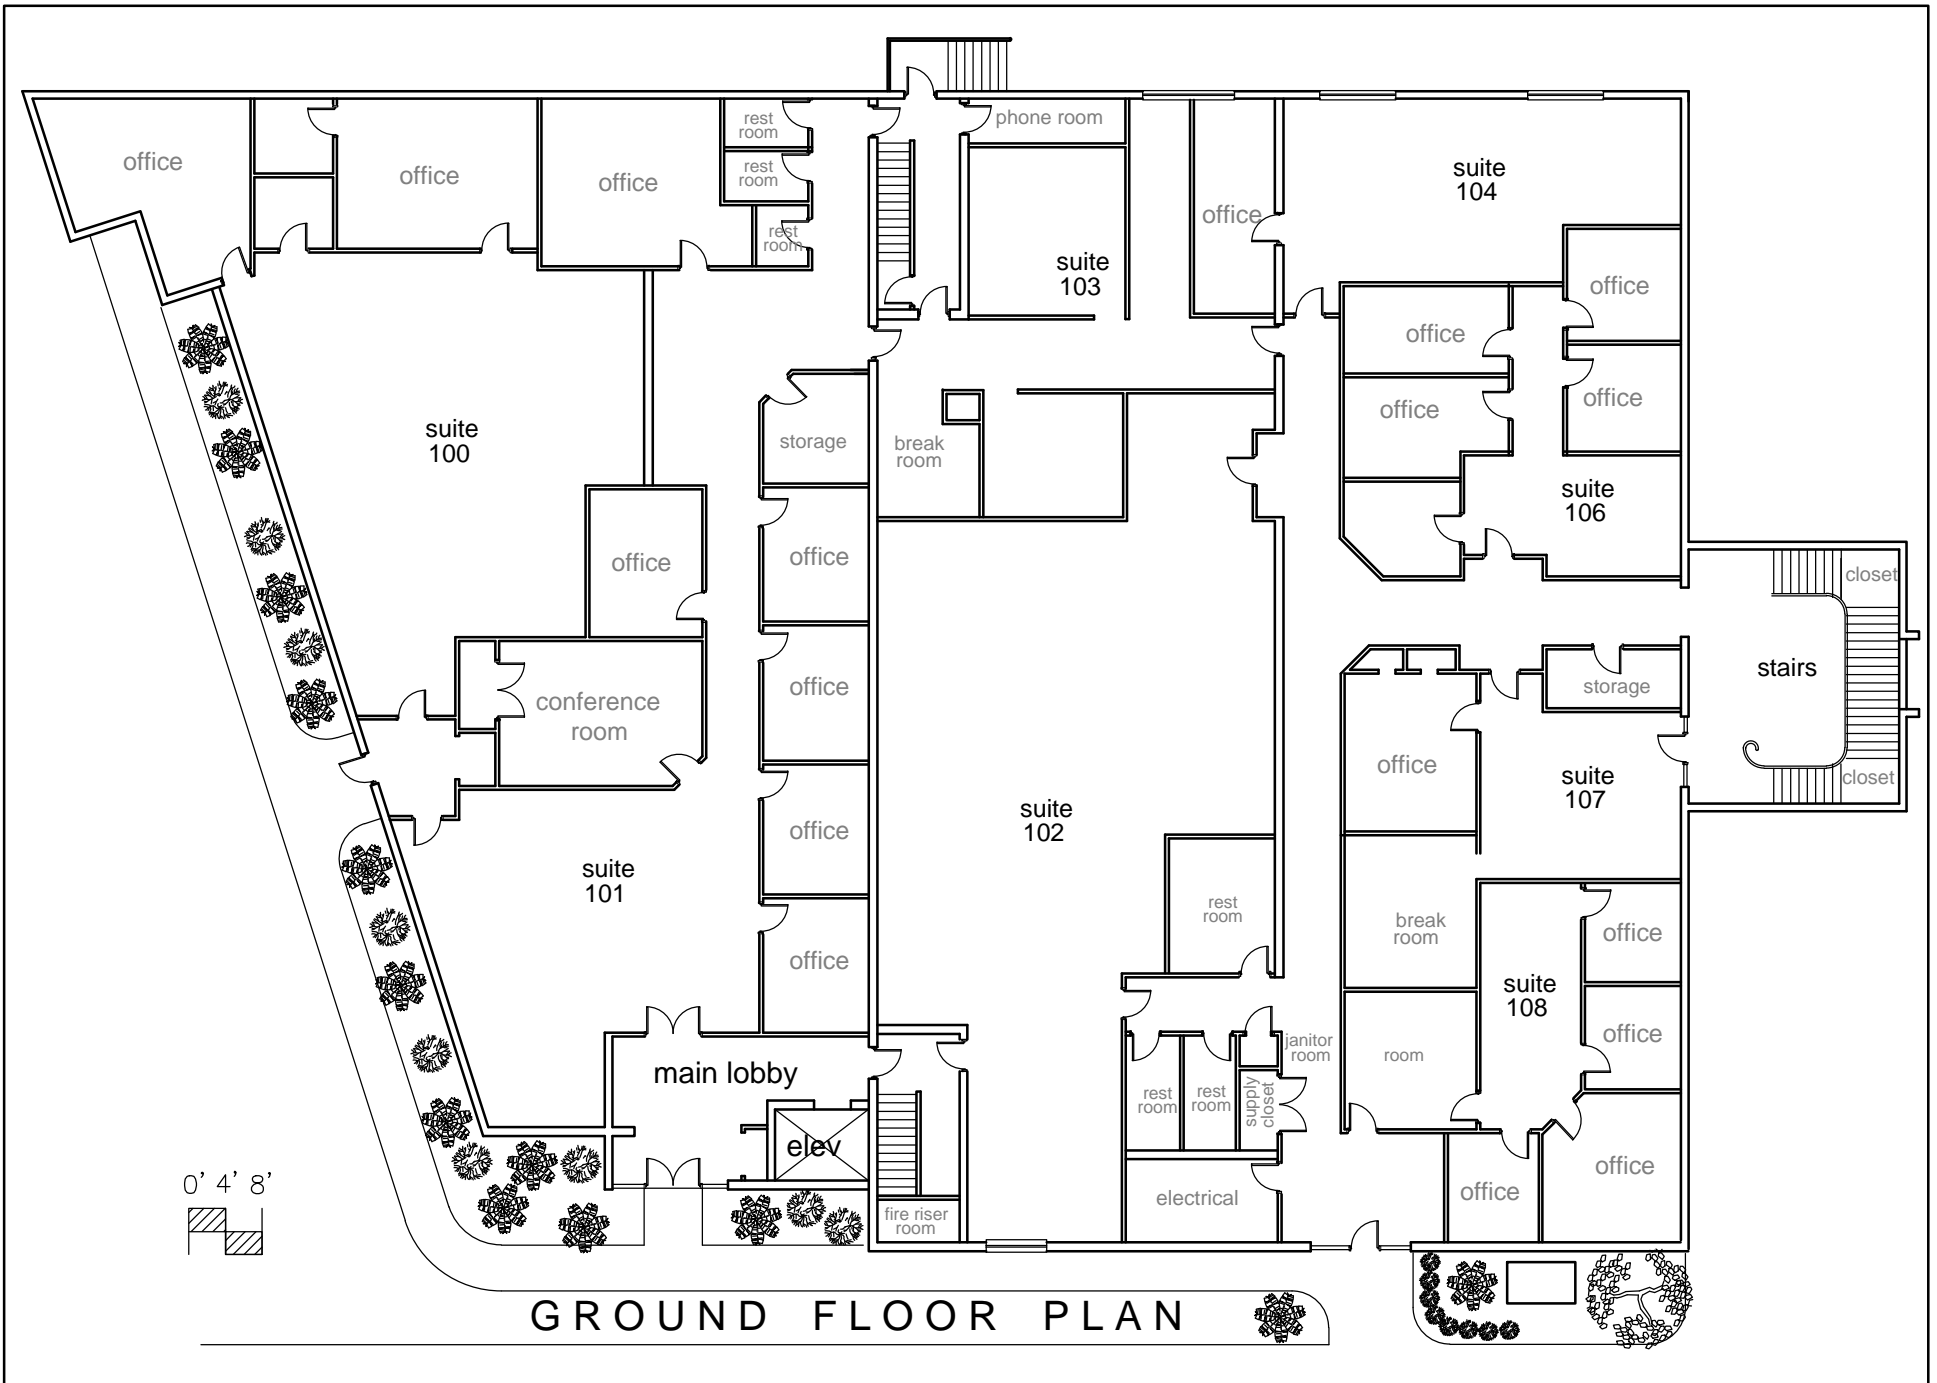 phone room
rest
room
office
office
office
rest
room
suite
104
office
rest
room
suite
103
office
office
office
office
suite
100
storage
break
room
suite
106
office
office
closet
conference
room
storage
stairs
office
office
suite
107
closet
suite
102
office
suite
101
rest
room
break
room
office
office
suite
108
office
main lobby
janitor
room
room
elev
rest
room
rest
room
supply
closet
office
office
0' 4' 8'
electrical
fire riser
room
GROUND FLOOR PLAN